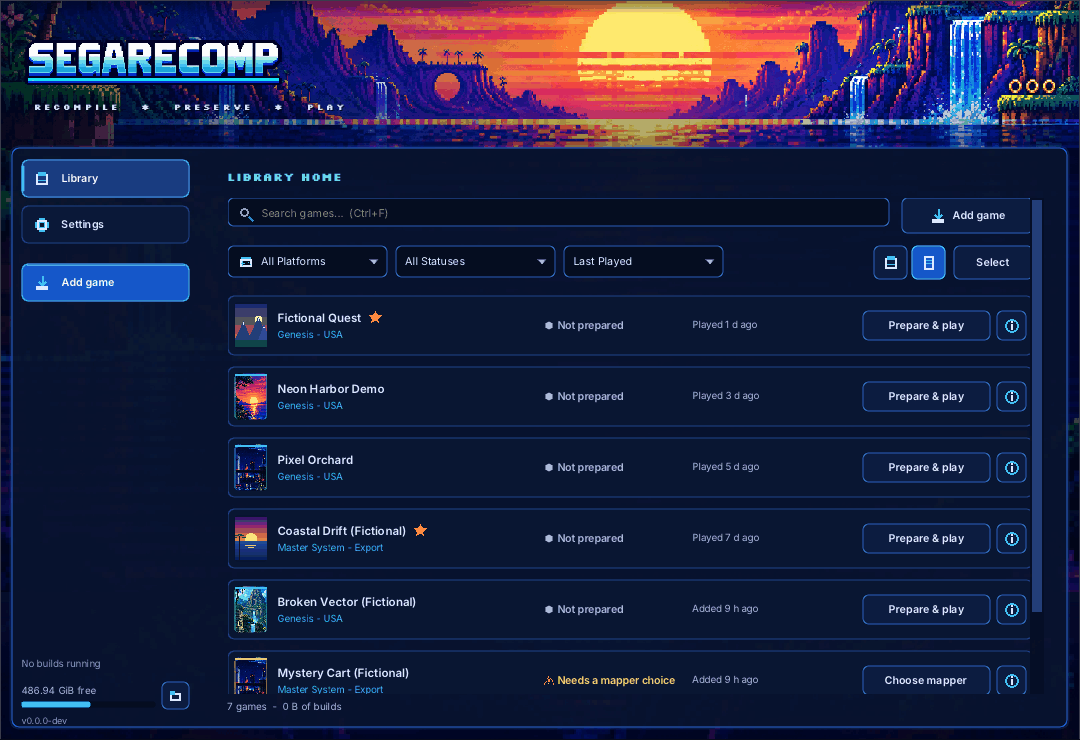 SEGARECOMP
RECOMPILE * PRESERVE * PLAY
Library
Settings
Add game
LIBRARY HOME
Search games... (Ctrl+F)
Add game
All Platforms
All Statuses
Last Played
Select
Fictional Quest
Genesis - USA
Not prepared
Played 1 d ago
Prepare & play
Neon Harbor Demo
Genesis - USA
Not prepared
Played 3 d ago
Prepare & play
Pixel Orchard
Genesis - USA
Not prepared
Played 5 d ago
Prepare & play
Coastal Drift (Fictional)
Master System - Export
Not prepared
Played 7 d ago
Prepare & play
Broken Vector (Fictional)
Genesis - USA
Not prepared
Added 9 h ago
Prepare & play
Mystery Cart (Fictional)
Master System - Export
Needs a mapper choice
Added 9 h ago
Choose mapper
7 games - 0 B of builds
No builds running
486.94 GiB free
v0.0.0-dev